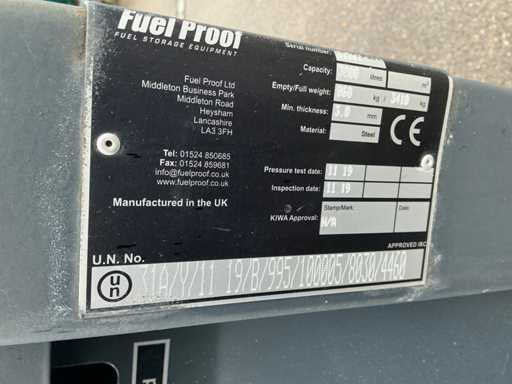 Fuel Proof
FUEL STORAGE EQUIPMENT
Fuel Proof Ltd
Middleton Business Park
Middleton Road
Heysham
Lancashire
LA3 3FH
Tel: 01524 850685
Fax: 01524 859681
info@fuelproof.co.uk
www.fuelproof.co.uk
Manufactured in the UK
Serial number:
Capacity: litres m³
Empty/Full weight: 860 kg / 3410 kg
Min. thickness: 3.0 mm
Material: Steel
CE
Pressure test date: 11 19
Inspection date: 11 19
Stamp/Mark: Date:
KIWA Approval: N/A
APPROVED IBC
U.N. No.
un 31A/Y/11 19/B/995/100005/8030/4460